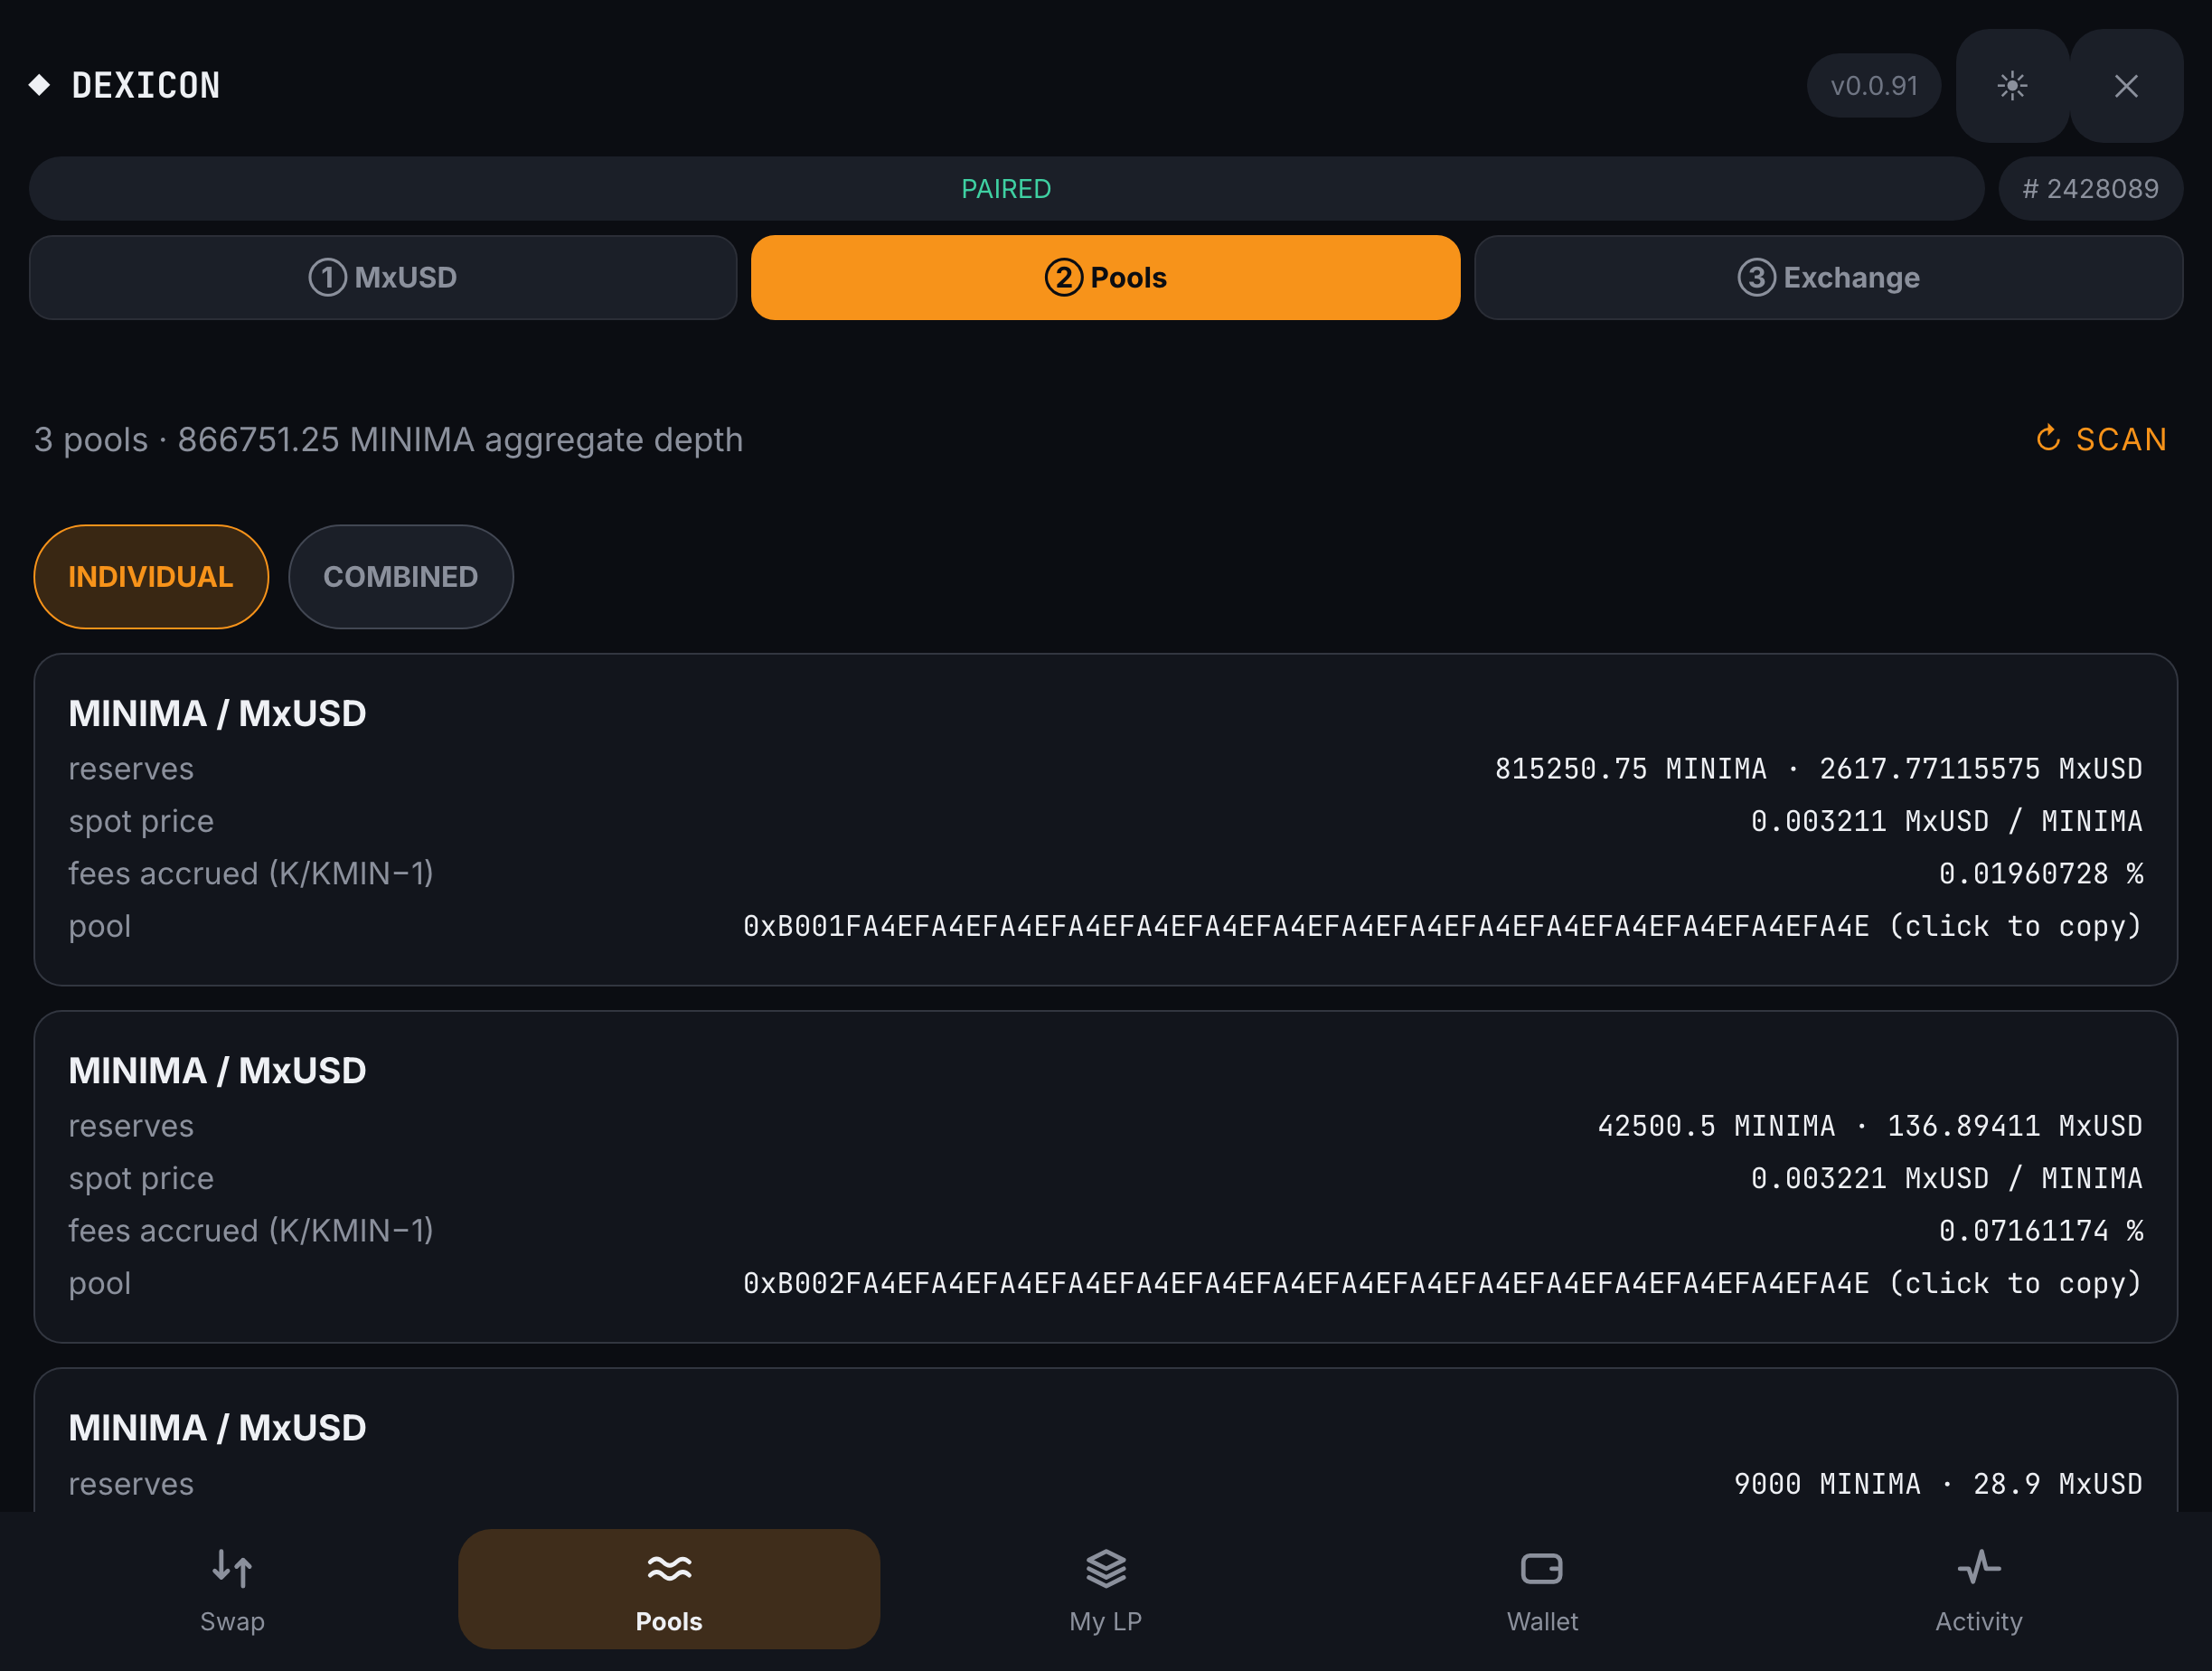 ◆ DEXICON
v0.0.91
PAIRED
# 2428089
① MxUSD
② Pools
③ Exchange
3 pools · 866751.25 MINIMA aggregate depth
↻ SCAN
INDIVIDUAL
COMBINED
MINIMA / MxUSD
reserves 815250.75 MINIMA · 2617.77115575 MxUSD
spot price 0.003211 MxUSD / MINIMA
fees accrued (K/KMIN−1) 0.01960728 %
pool 0xB001FA4EFA4EFA4EFA4EFA4EFA4EFA4EFA4EFA4EFA4EFA4EFA4EFA4EFA4EFA4E (click to copy)
MINIMA / MxUSD
reserves 42500.5 MINIMA · 136.89411 MxUSD
spot price 0.003221 MxUSD / MINIMA
fees accrued (K/KMIN−1) 0.07161174 %
pool 0xB002FA4EFA4EFA4EFA4EFA4EFA4EFA4EFA4EFA4EFA4EFA4EFA4EFA4EFA4EFA4E (click to copy)
MINIMA / MxUSD
reserves 9000 MINIMA · 28.9 MxUSD
Swap
Pools
My LP
Wallet
Activity